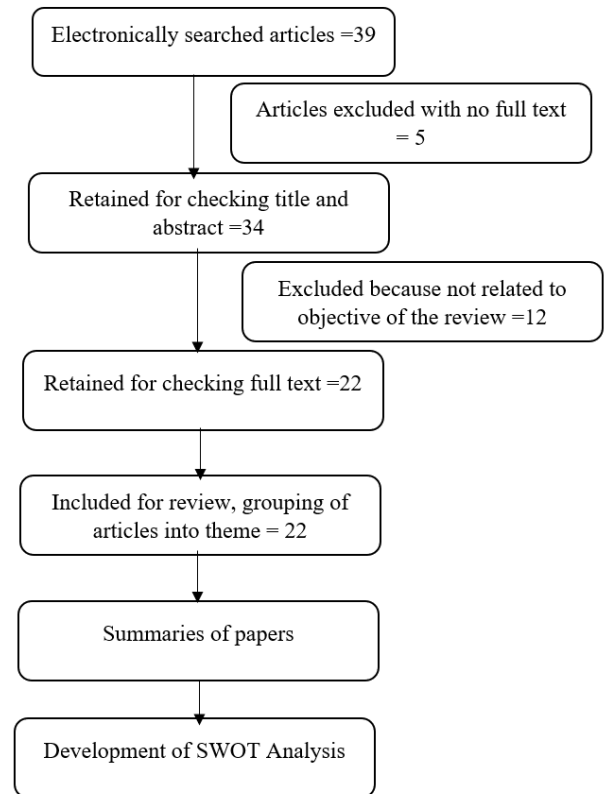 Electronically searched articles =39
Articles excluded with no full text
= 5
Retained for checking title and
abstract =34
Excluded because not related to
objective of the review =12
Retained for checking full text =22
Included for review, grouping of
articles into theme = 22
Summaries of papers
Development of SWOT Analysis